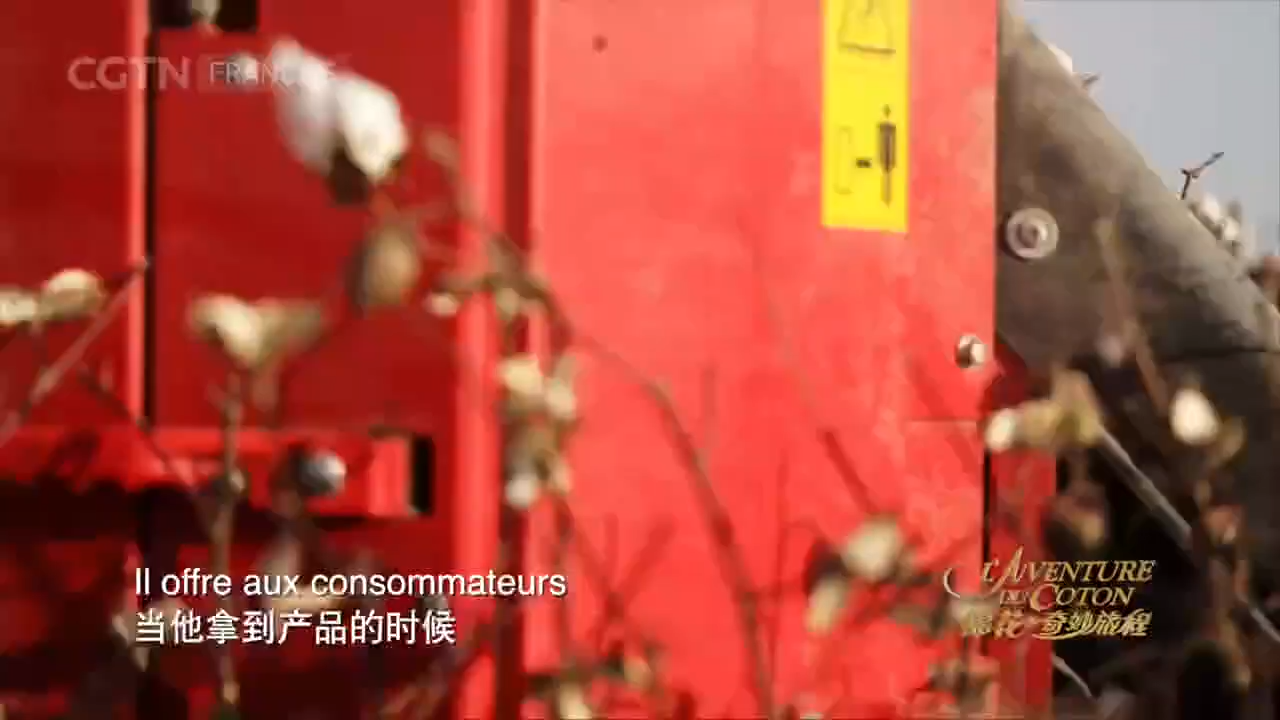 CGTN FRANÇAIS
Il offre aux consommateurs
当他拿到产品的时候
L'AVENTURE
DU COTON
棉花奇妙旅程